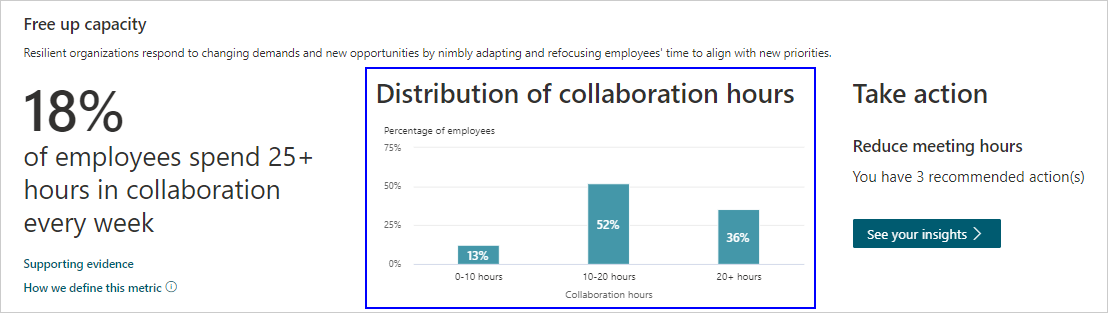 Free up capacity
Resilient organizations respond to changing demands and new opportunities by nimbly adapting and refocusing employees' time to align with new priorities.
18%
of employees spend 25+
hours in collaboration
every week
Supporting evidence
How we define this metric
Distribution of collaboration hours
Percentage of employees
75%
50%
25%
0%
13%
52%
36%
0-10 hours
10-20 hours
20+ hours
Collaboration hours
Take action
Reduce meeting hours
You have 3 recommended action(s)
See your insights